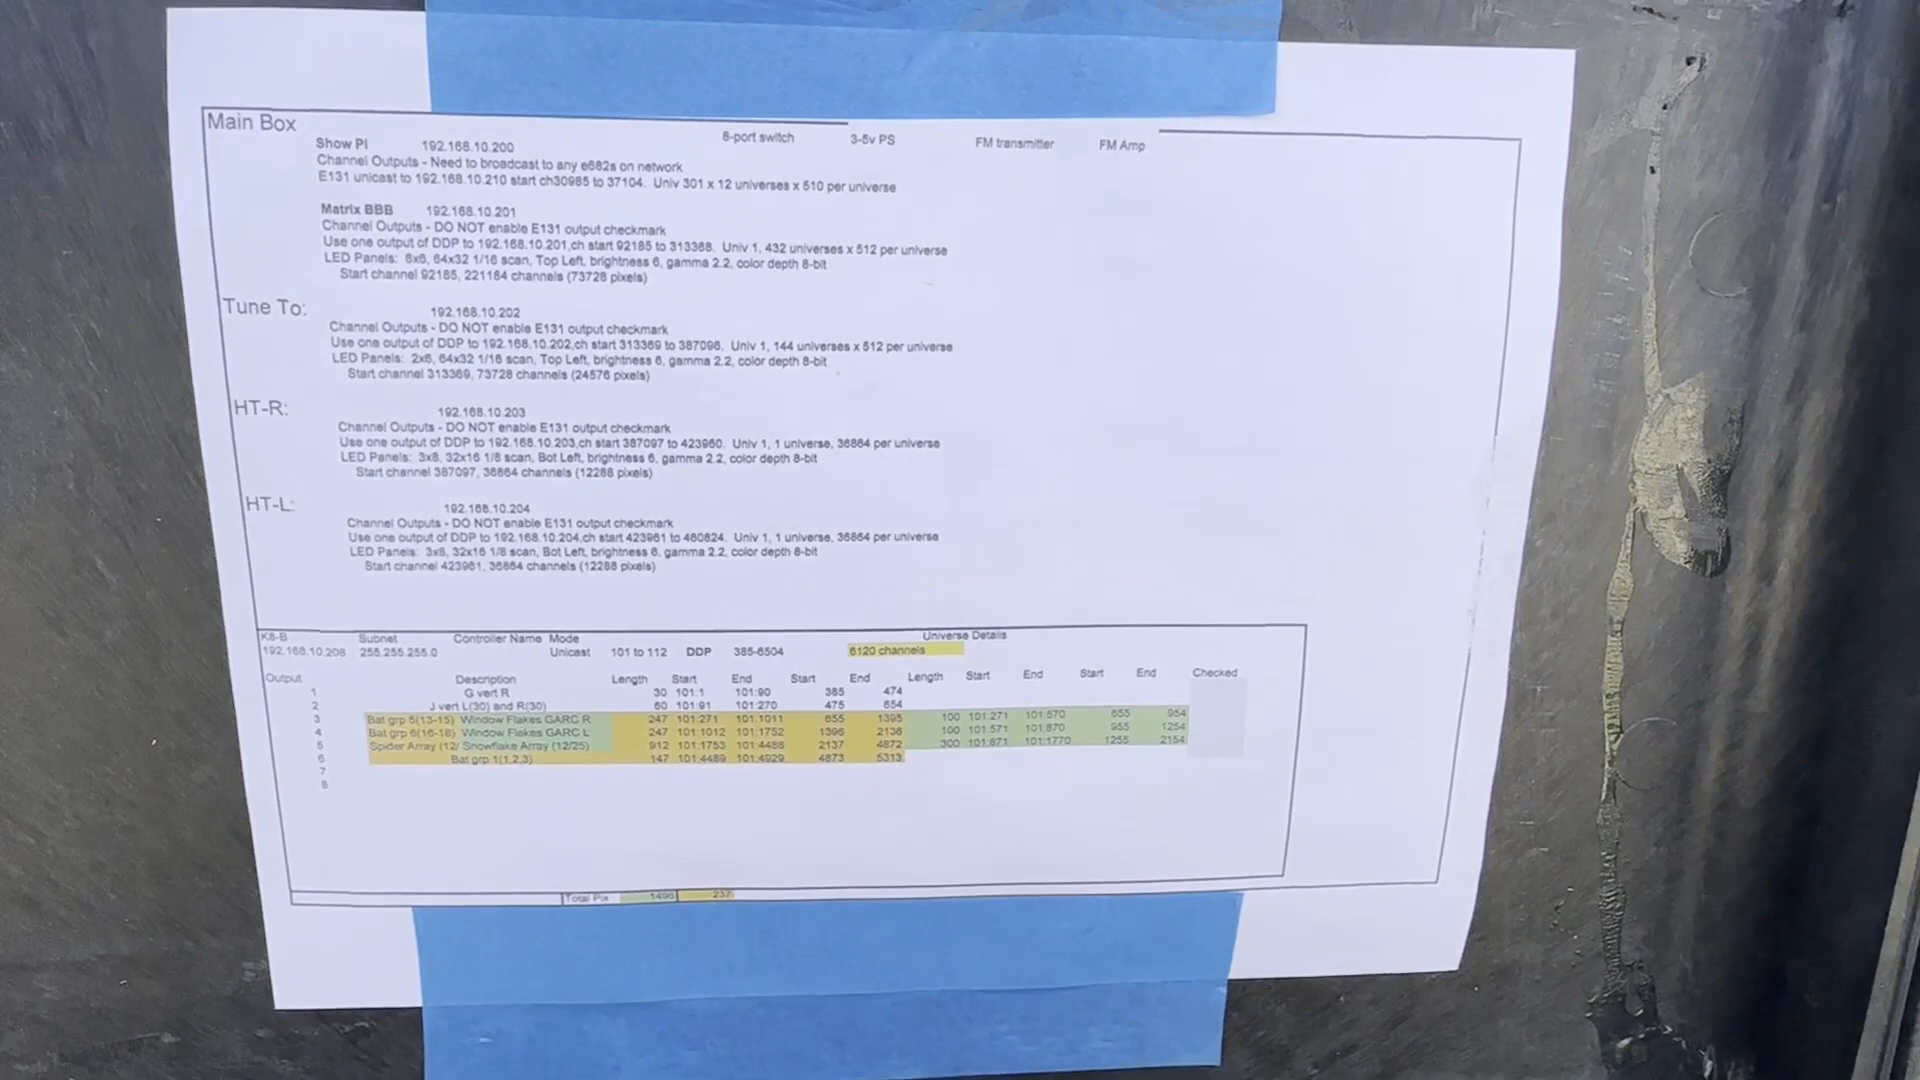 Main Box
8-port switch 3-5v PS FM transmitter FM Amp
Show PI 192.168.10.200
Channel Outputs - Need to broadcast to any e682s on network
E131 unicast to 192.168.10.210 start ch30985 to 37104. Univ 301 x 12 universes x 510 per universe
Matrix BBB 192.168.10.201
Channel Outputs - DO NOT enable E131 output checkmark
Use one output of DDP to 192.168.10.201,ch start 92185 to 313368. Univ 1, 432 universes x 512 per universe
LED Panels: 6x6, 64x32 1/16 scan, Top Left, brightness 6, gamma 2.2, color depth 8-bit
Start channel 92185, 221184 channels (73728 pixels)
Tune To: 192.168.10.202
Channel Outputs - DO NOT enable E131 output checkmark
Use one output of DDP to 192.168.10.202,ch start 313369 to 387096. Univ 1, 144 universes x 512 per universe
LED Panels: 2x6, 64x32 1/16 scan, Top Left, brightness 6, gamma 2.2, color depth 8-bit
Start channel 313369, 73728 channels (24576 pixels)
HT-R: 192.168.10.203
Channel Outputs - DO NOT enable E131 output checkmark
Use one output of DDP to 192.168.10.203,ch start 387097 to 423960. Univ 1, 1 universe, 36864 per universe
LED Panels: 3x8, 32x16 1/8 scan, Bot Left, brightness 6, gamma 2.2, color depth 8-bit
Start channel 387097, 36864 channels (12288 pixels)
HT-L: 192.168.10.204
Channel Outputs - DO NOT enable E131 output checkmark
Use one output of DDP to 192.168.10.204,ch start 423961 to 460824. Univ 1, 1 universe, 36864 per universe
LED Panels: 3x8, 32x16 1/8 scan, Bot Left, brightness 6, gamma 2.2, color depth 8-bit
Start channel 423961, 36864 channels (12288 pixels)
K8-B Subnet Controller Name Mode Universe Details
255.255.255.0 Unicast 101 to 112 DDP 385-6504 6120 channels
Output Description Length Start End Start End Length Start End Start End Checked
1 G vert R 30 101:1 101:90 385 474
2 J vert L(30) and R(30) 60 101:91 101:270 475 654
3 Bat grp 5(13-15) Window Flakes GARC R 247 101:271 101:1011 655 1395 100 101:271 101:570 655 954
4 Bat grp 6(16-18) Window Flakes GARC L 247 101:1012 101:1752 1396 2136 100 101:571 101:870 955 1254
5 Spider Array (12/ Snowflake Array (12/25) 912 101:1753 101:4488 2137 4872 300 101:871 101:1770 1255 2154
6 Bat grp 1(1,2,3) 147 101:4489 101:4929 4873 5313
7
8
Total Pix